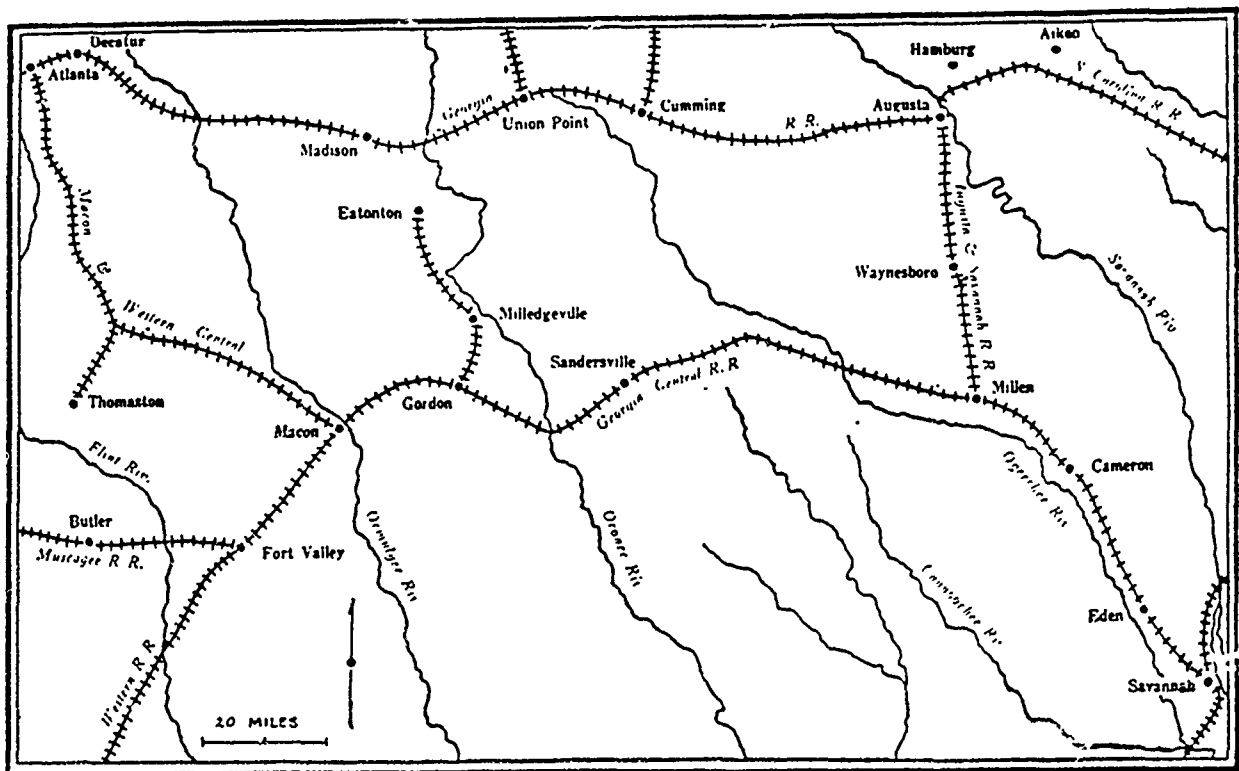 Decatur
Atlanta
Hamburg
Aiken
S Carolina R R
Georgia
R R.
Union Point
Cumming
Augusta
Madison
Macon
&
Western
Central
Eatonton
Augusta & Savannah R R
Waynesboro
Savannah Riv
Milledgeville
Sandersville
Georgia Central R. R
Millen
Thomaston
Gordon
Macon
Flint Riv.
Ogeechee Riv
Cameron
Butler
Muscogee R R.
Fort Valley
Ocmulgee Riv
Oconee Riv
Cannouchee Riv
Eden
Western R R
Savannah
20 MILES